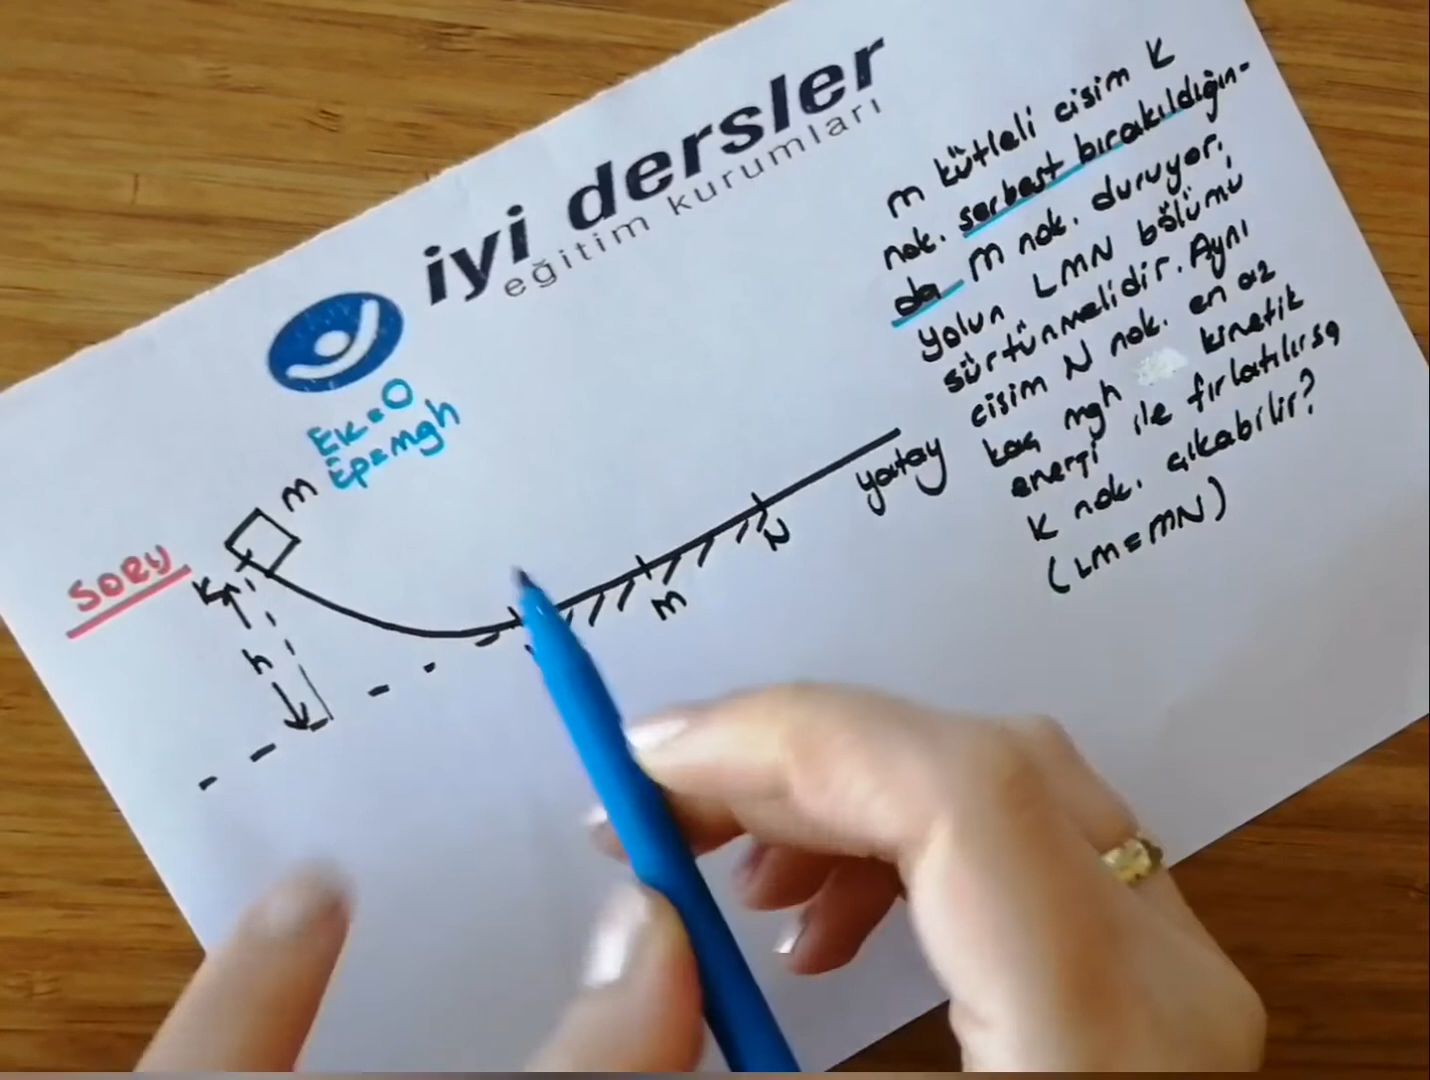 iyi dersler
eğitim kurumları
m kütleli cisim K
nok. serbest bırakıldığın-
da M nok. duruyor.
yolun LMN bölümü
sürtünmelidir. Aynı
cisim N nok. en az
kaç mgh kinetik
enerji ile fırlatılırsa
K nok. çıkabilir?
(LM=MN)
Ek=0
Ep=mgh
m
SORU
K
h
M
N
yatay